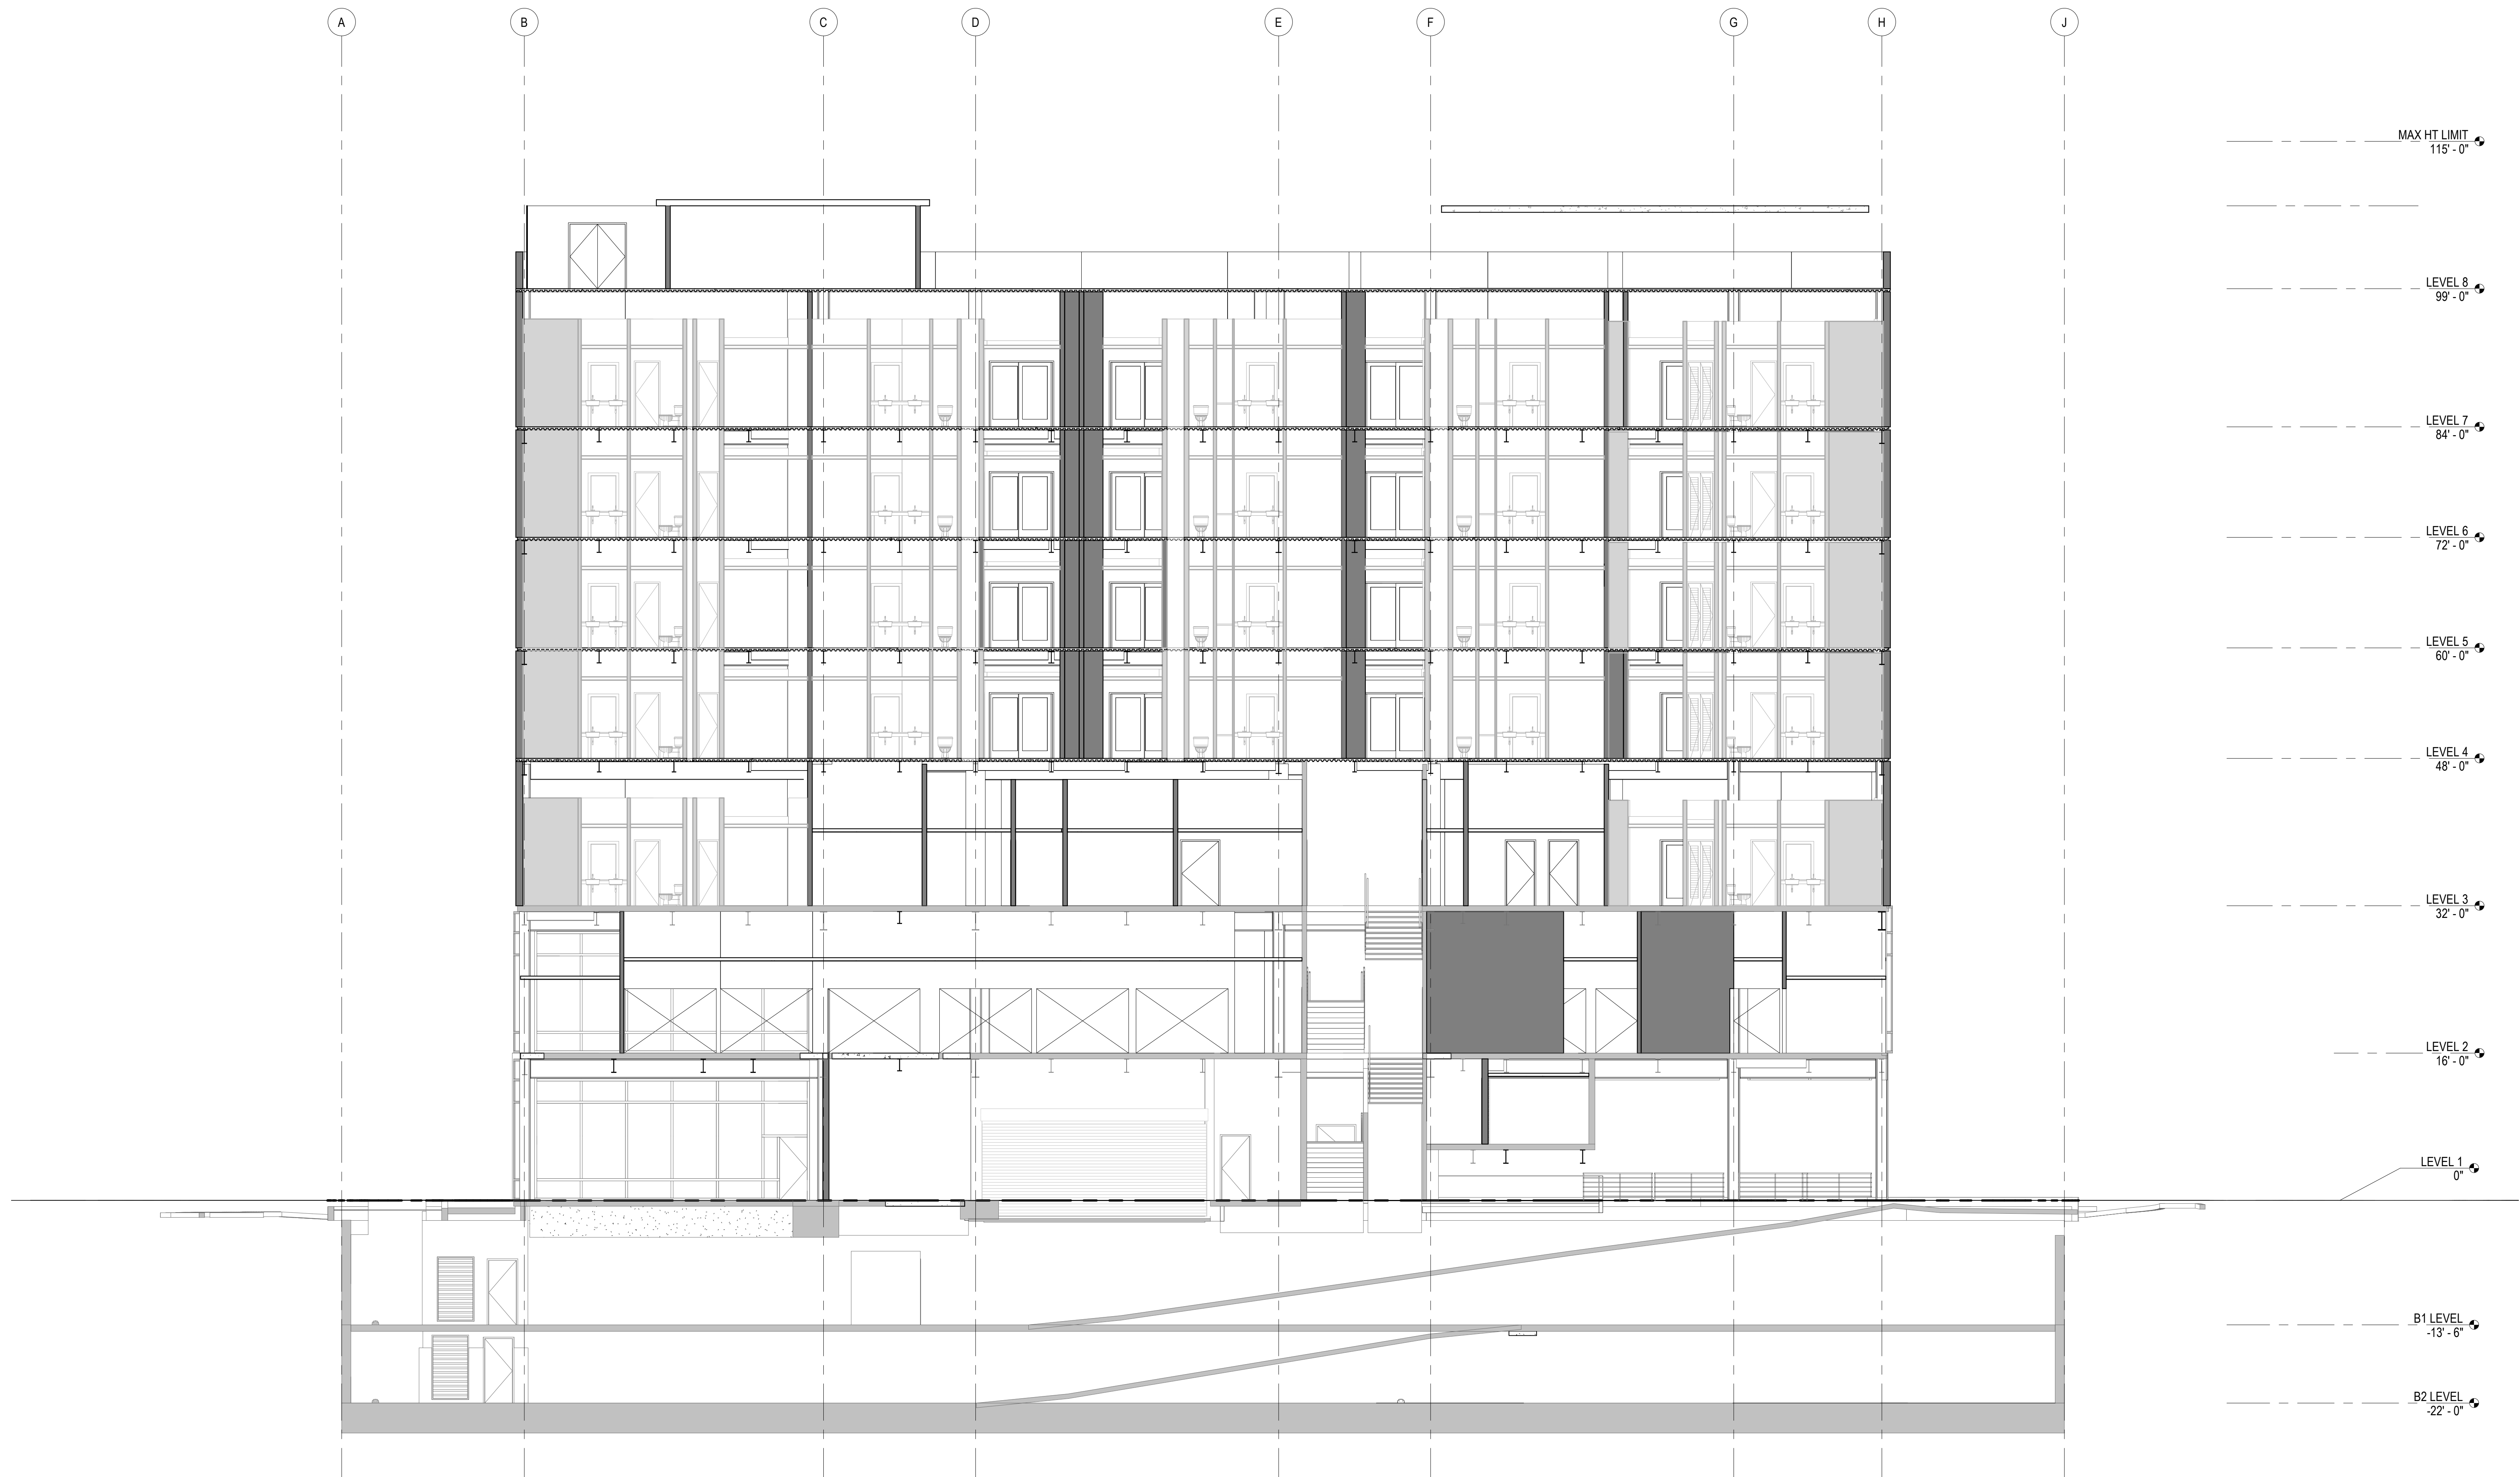 A B C D E F G H J
MAX HT LIMIT
115' - 0"
LEVEL 8
99' - 0"
LEVEL 7
84' - 0"
LEVEL 6
72' - 0"
LEVEL 5
60' - 0"
LEVEL 4
48' - 0"
LEVEL 3
32' - 0"
LEVEL 2
16' - 0"
LEVEL 1
0"
B1 LEVEL
-13' - 6"
B2 LEVEL
-22' - 0"